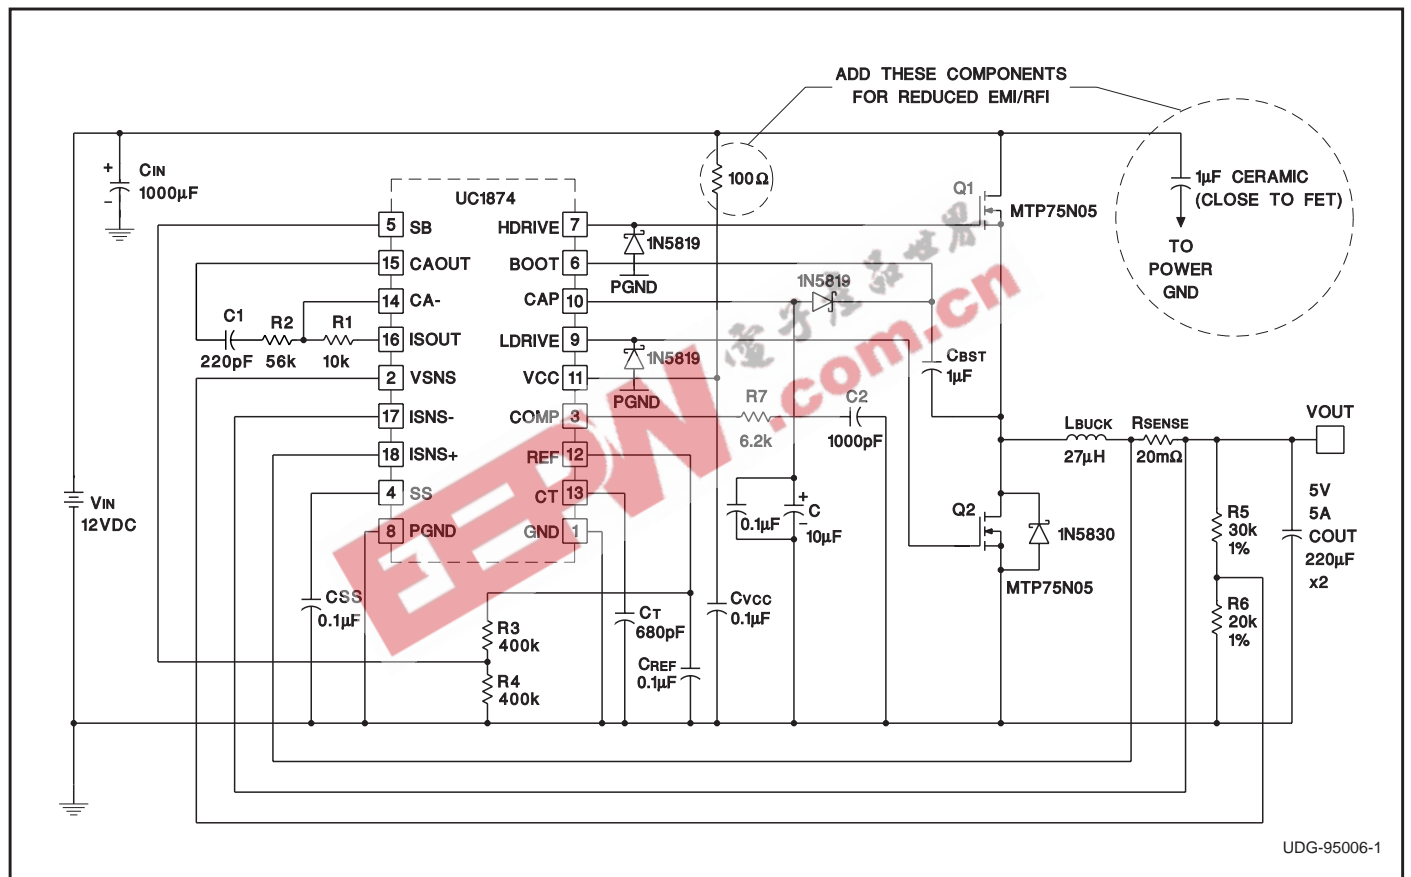 ADD THESE COMPONENTS
FOR REDUCED EMI/RFI
+
CIN
1000µF
-
100Ω
1µF CERAMIC
(CLOSE TO FET)
TO
POWER
GND
Q1
MTP75N05
UC1874
5 SB
15 CAOUT
14 CA-
16 ISOUT
2 VSNS
17 ISNS-
18 ISNS+
4 SS
8 PGND
HDRIVE 7
BOOT 6
CAP 10
LDRIVE 9
VCC 11
COMP 3
REF 12
CT 13
GND 1
1N5819
PGND
1N5819
1N5819
PGND
C1
220pF
R2
56k
R1
10k
CBST
1µF
R7
6.2k
C2
1000pF
LBUCK
27µH
RSENSE
20mΩ
VOUT
VIN
12VDC
0.1µF
+
C
-
10µF
Q2
1N5830
MTP75N05
R5
30k
1%
5V
5A
COUT
220µF
x2
R6
20k
1%
CSS
0.1µF
R3
400k
R4
400k
CT
680pF
CREF
0.1µF
CVCC
0.1µF
UDG-95006-1
EEPW
電子產品世界
.com.cn